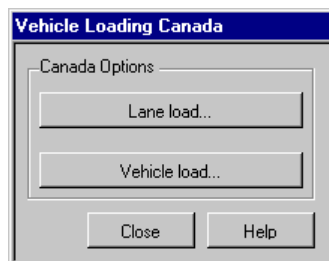 Vehicle Loading Canada
Canada Options
Lane load...
Vehicle load...
Close Help